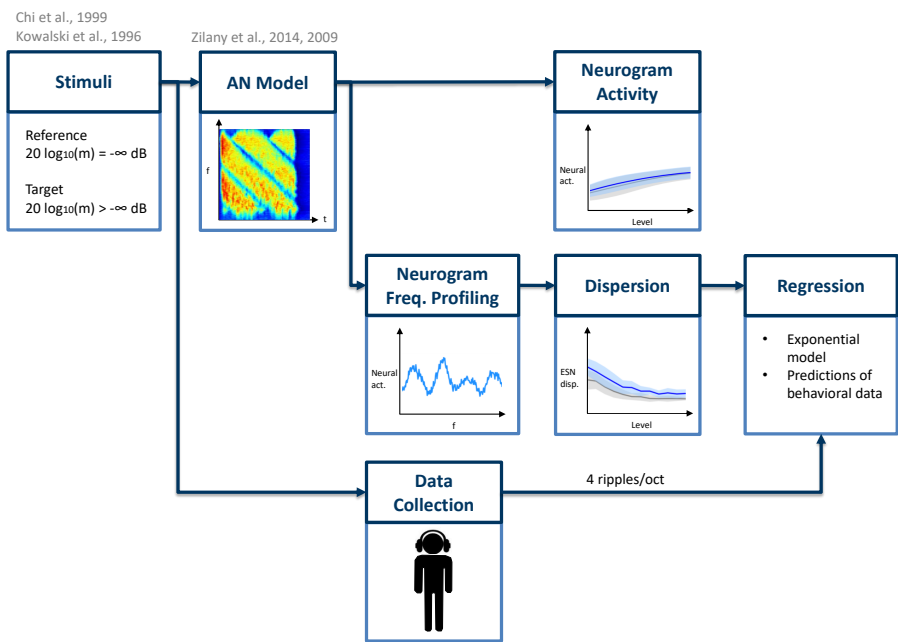 Chi et al., 1999
Kowalski et al., 1996
Zilany et al., 2014, 2009
Stimuli
Reference
20 log₁₀(m) = -∞ dB
Target
20 log₁₀(m) > -∞ dB
AN Model
f
t
Neurogram
Activity
Neural
act.
Level
Neurogram
Freq. Profiling
Neural
act.
f
Dispersion
ESN
disp.
Level
Regression
• Exponential
model
• Predictions of
behavioral data
Data
Collection
4 ripples/oct